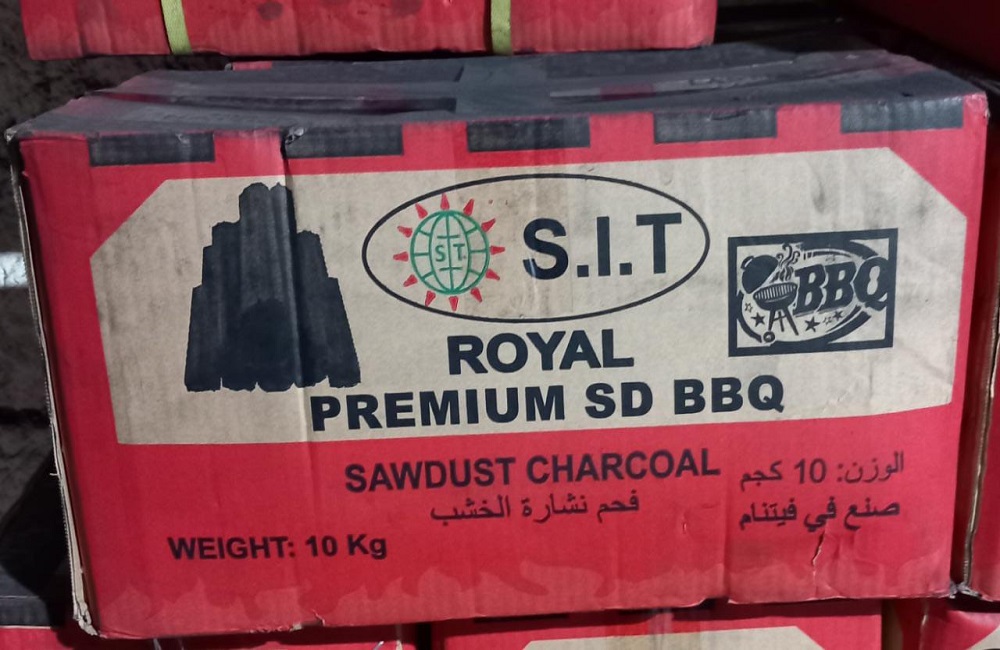 S.T.
S.I.T
BBQ
ROYAL
PREMIUM SD BBQ
SAWDUST CHARCOAL
فحم نشارة الخشب
الوزن: 10 كجم
صنع في فيتنام
WEIGHT: 10 Kg